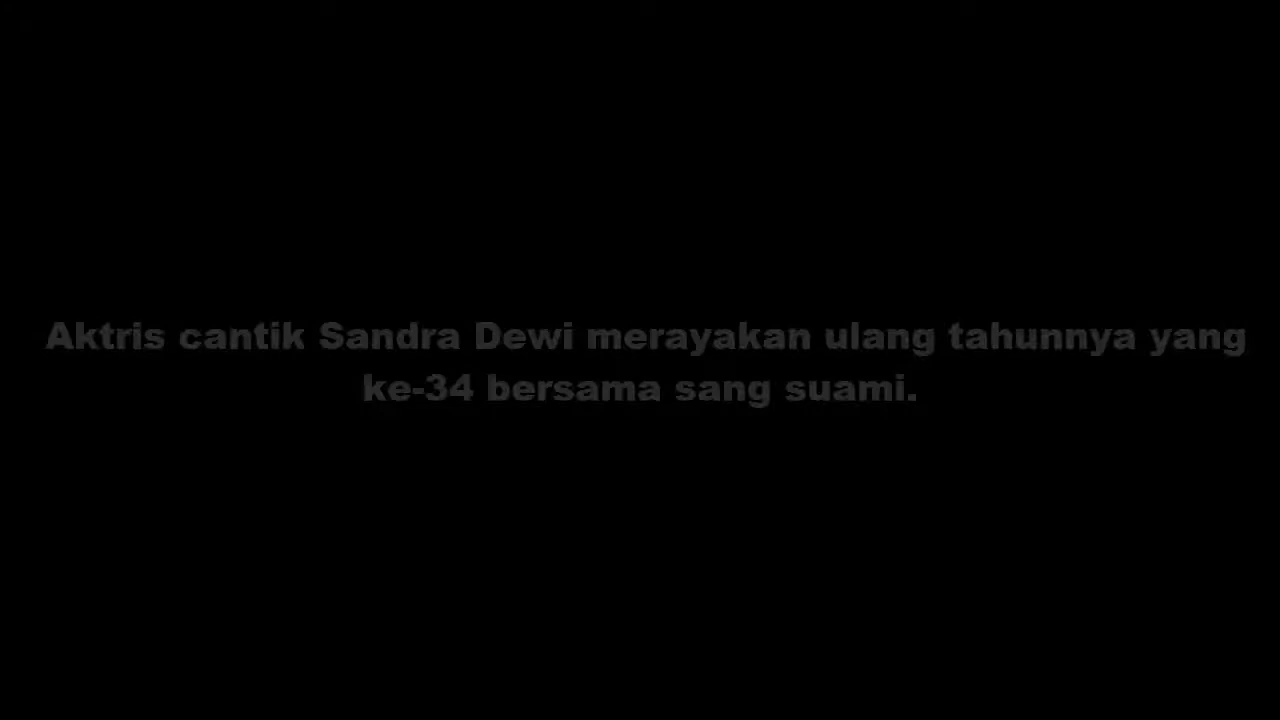 Aktris cantik Sandra Dewi merayakan ulang tahunnya yang
ke-34 bersama sang suami.